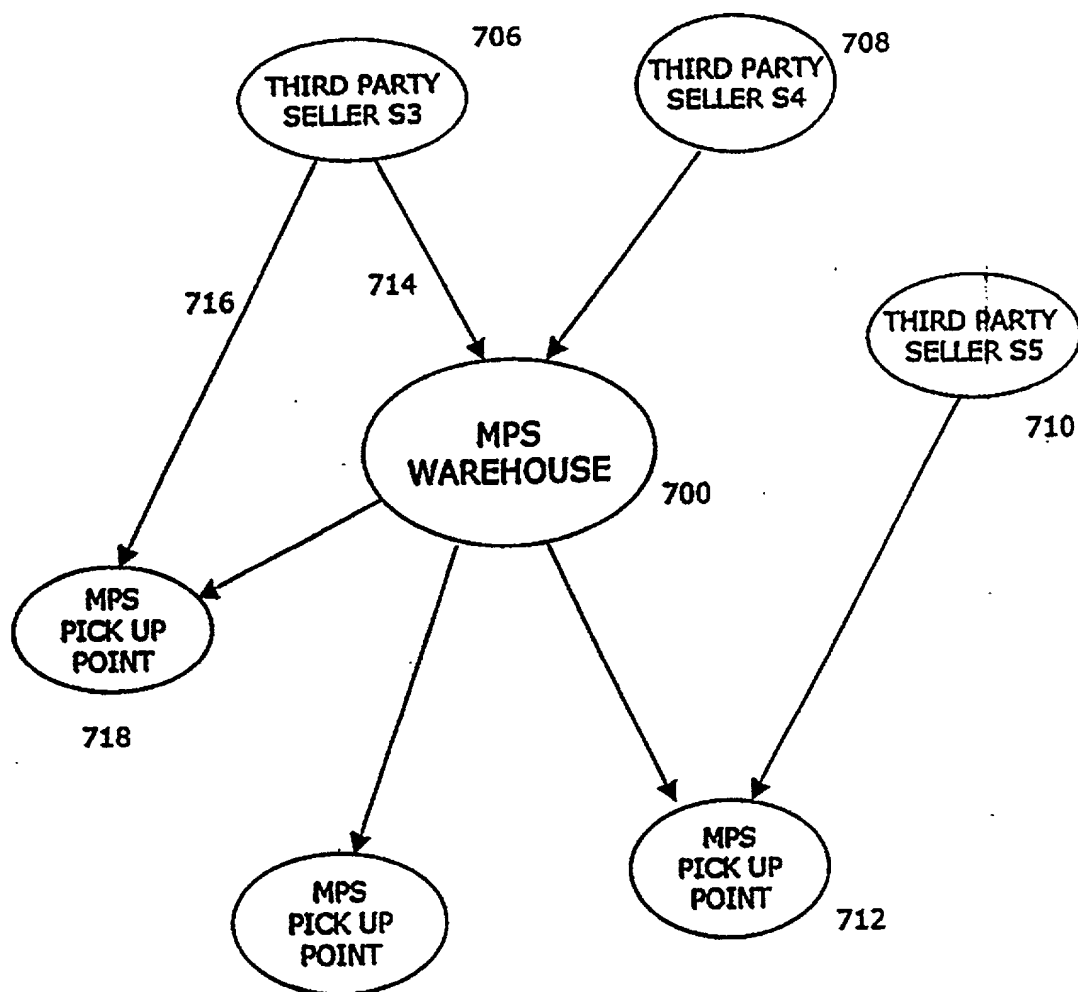 706
THIRD PARTY
SELLER S3
708
THIRD PARTY
SELLER S4
716
714
THIRD PARTY
SELLER S5
710
MPS
WAREHOUSE
700
MPS
PICK UP
POINT
718
MPS
PICK UP
POINT
712
MPS
PICK UP
POINT